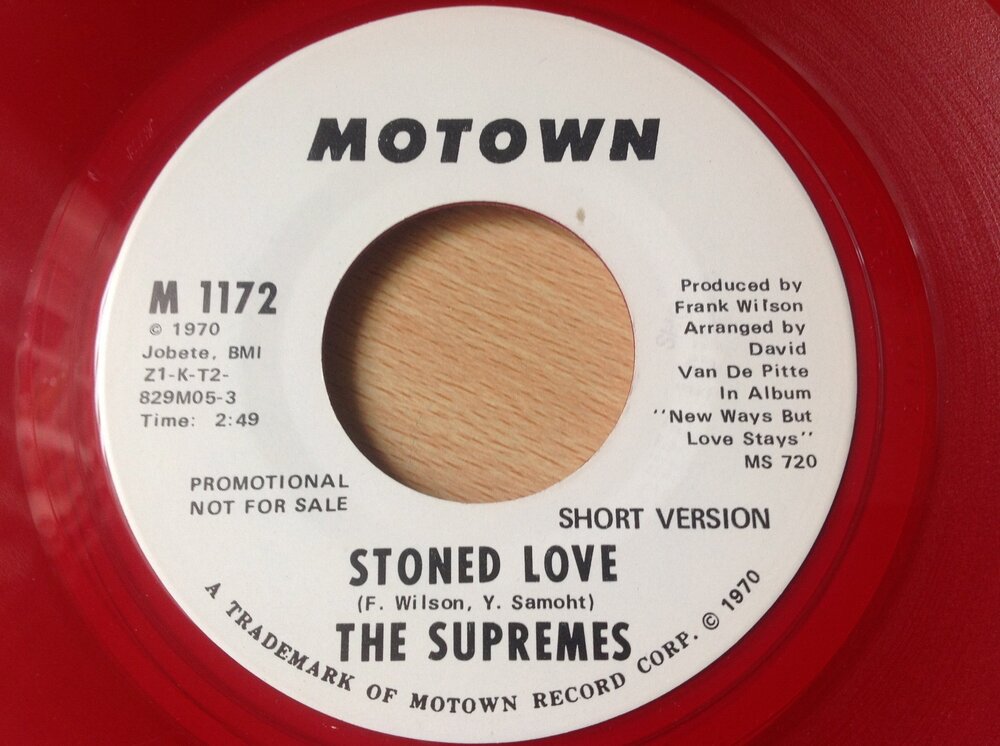 MOTOWN
M 1172
© 1970
Jobete, BMI
Z1-K-T2-
829M05-3
Time: 2:49
Produced by
Frank Wilson
Arranged by
David
Van De Pitte
In Album
"New Ways But
Love Stays"
MS 720
PROMOTIONAL
NOT FOR SALE
SHORT VERSION
STONED LOVE
(F. Wilson, Y. Samoht)
THE SUPREMES
A TRADEMARK OF MOTOWN RECORD CORP. © 1970